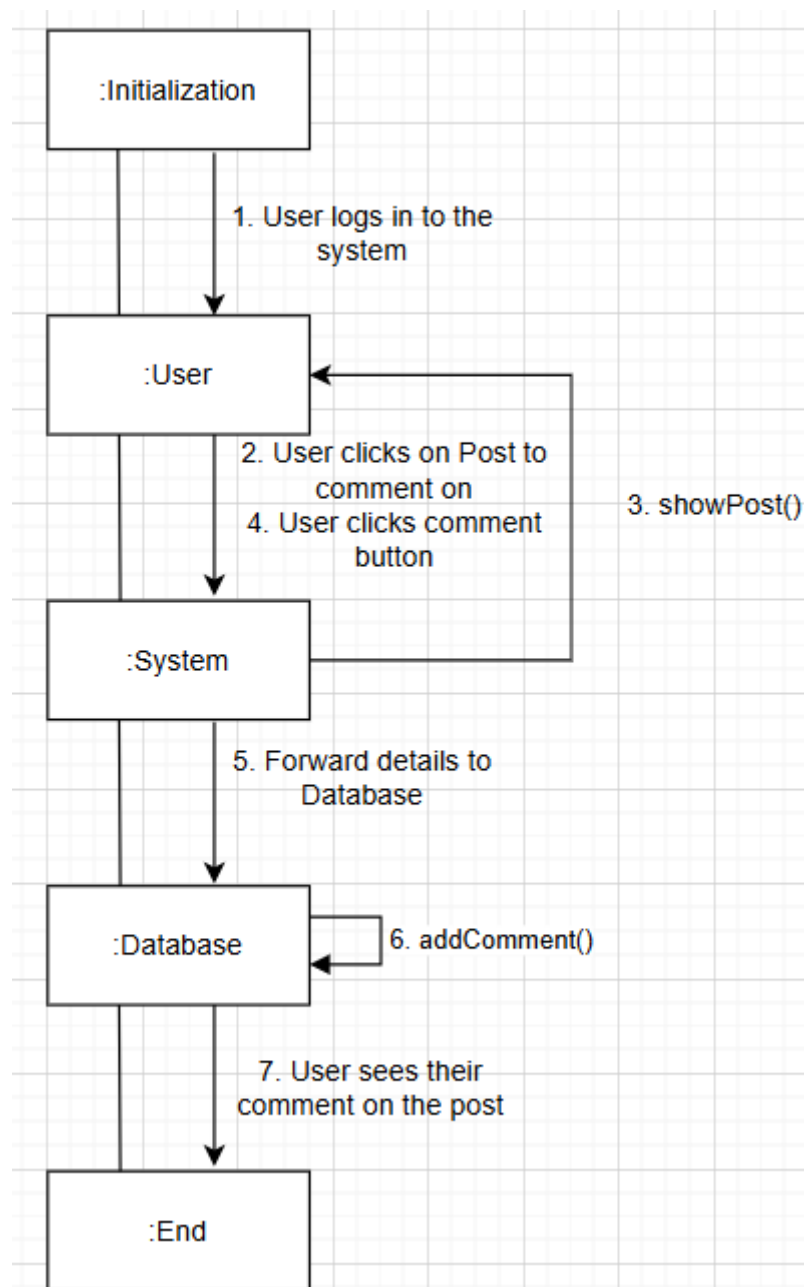 :Initialization
1. User logs in to the
system
:User
2. User clicks on Post to
comment on
4. User clicks comment
button
3. showPost()
:System
5. Forward details to
Database
:Database
6. addComment()
7. User sees their
comment on the post
:End